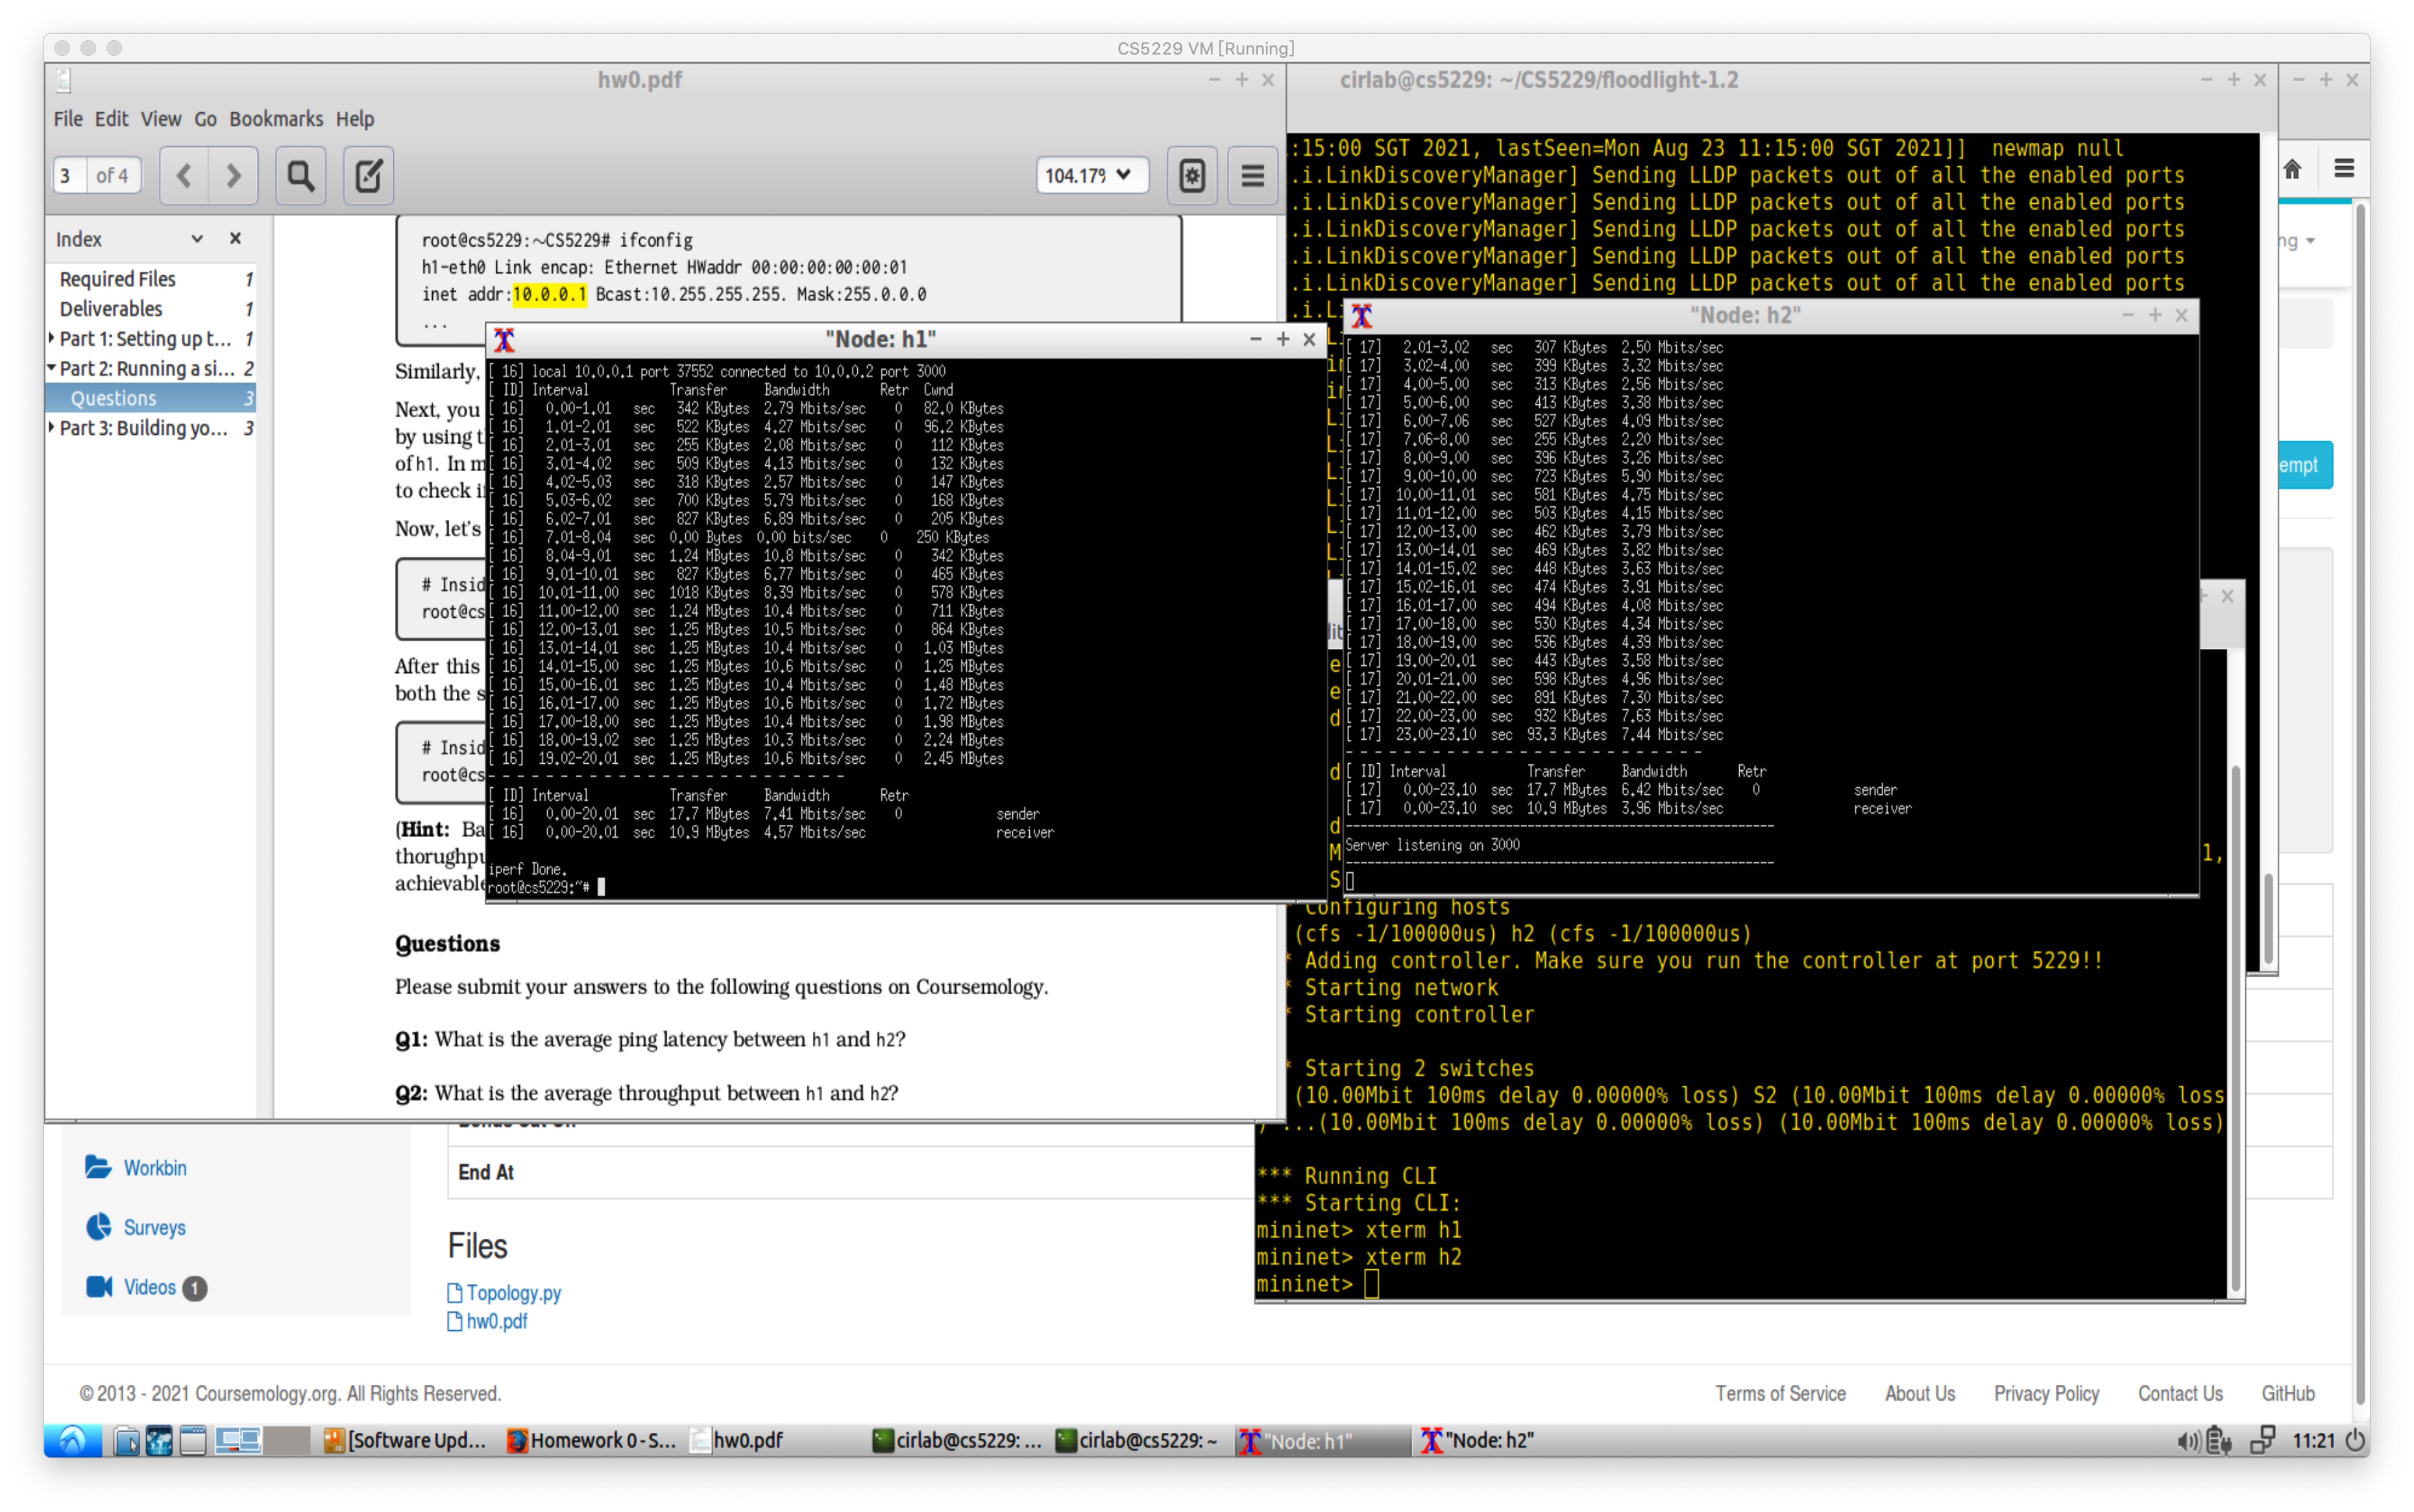 CS5229 VM [Running]
hw0.pdf
File Edit View Go Bookmarks Help
3 of 4
104.17%
Index
Required Files 1
Deliverables 1
Part 1: Setting up t... 1
Part 2: Running a si... 2
Questions 3
Part 3: Building yo... 3
root@cs5229:~CS5229# ifconfig
h1-eth0 Link encap: Ethernet HWaddr 00:00:00:00:00:01
inet addr:10.0.0.1 Bcast:10.255.255.255. Mask:255.0.0.0
...
Similarly,
Next, you
by using t
of h1. In m
to check i
Now, let's
# Insid
root@cs
After this
both the s
# Insid
root@cs
(Hint: Ba
thorughpu
achievable
Questions
Please submit your answers to the following questions on Coursemology.
Q1: What is the average ping latency between h1 and h2?
Q2: What is the average throughput between h1 and h2?
"Node: h1"
[ 16] local 10.0.0.1 port 37552 connected to 10.0.0.2 port 3000
[ ID] Interval Transfer Bandwidth Retr Cwnd
[ 16] 0.00-1.01 sec 342 KBytes 2.79 Mbits/sec 0 82.0 KBytes
[ 16] 1.01-2.01 sec 522 KBytes 4.27 Mbits/sec 0 96.2 KBytes
[ 16] 2.01-3.01 sec 255 KBytes 2.08 Mbits/sec 0 112 KBytes
[ 16] 3.01-4.02 sec 509 KBytes 4.13 Mbits/sec 0 132 KBytes
[ 16] 4.02-5.03 sec 318 KBytes 2.57 Mbits/sec 0 147 KBytes
[ 16] 5.03-6.02 sec 700 KBytes 5.79 Mbits/sec 0 168 KBytes
[ 16] 6.02-7.01 sec 827 KBytes 6.89 Mbits/sec 0 205 KBytes
[ 16] 7.01-8.04 sec 0.00 Bytes 0.00 bits/sec 0 250 KBytes
[ 16] 8.04-9.01 sec 1.24 MBytes 10.8 Mbits/sec 0 342 KBytes
[ 16] 9.01-10.01 sec 827 KBytes 6.77 Mbits/sec 0 465 KBytes
[ 16] 10.01-11.00 sec 1018 KBytes 8.39 Mbits/sec 0 578 KBytes
[ 16] 11.00-12.00 sec 1.24 MBytes 10.4 Mbits/sec 0 711 KBytes
[ 16] 12.00-13.01 sec 1.25 MBytes 10.5 Mbits/sec 0 864 KBytes
[ 16] 13.01-14.01 sec 1.25 MBytes 10.4 Mbits/sec 0 1.03 MBytes
[ 16] 14.01-15.00 sec 1.25 MBytes 10.6 Mbits/sec 0 1.25 MBytes
[ 16] 15.00-16.01 sec 1.25 MBytes 10.4 Mbits/sec 0 1.48 MBytes
[ 16] 16.01-17.00 sec 1.25 MBytes 10.6 Mbits/sec 0 1.72 MBytes
[ 16] 17.00-18.00 sec 1.25 MBytes 10.4 Mbits/sec 0 1.98 MBytes
[ 16] 18.00-19.02 sec 1.25 MBytes 10.3 Mbits/sec 0 2.24 MBytes
[ 16] 19.02-20.01 sec 1.25 MBytes 10.6 Mbits/sec 0 2.45 MBytes
- - - - - - - - - - - - - - - - - - - - - - - - -
[ ID] Interval Transfer Bandwidth Retr
[ 16] 0.00-20.01 sec 17.7 MBytes 7.41 Mbits/sec 0 sender
[ 16] 0.00-20.01 sec 10.9 MBytes 4.57 Mbits/sec receiver
iperf Done.
root@cs5229:~#
cirlab@cs5229: ~/CS5229/floodlight-1.2
:15:00 SGT 2021, lastSeen=Mon Aug 23 11:15:00 SGT 2021]] newmap null
.i.LinkDiscoveryManager] Sending LLDP packets out of all the enabled ports
.i.LinkDiscoveryManager] Sending LLDP packets out of all the enabled ports
.i.LinkDiscoveryManager] Sending LLDP packets out of all the enabled ports
.i.LinkDiscoveryManager] Sending LLDP packets out of all the enabled ports
.i.LinkDiscoveryManager] Sending LLDP packets out of all the enabled ports
.i.L
"Node: h2"
[ 17] 2.01-3.02 sec 307 KBytes 2.50 Mbits/sec
[ 17] 3.02-4.00 sec 399 KBytes 3.32 Mbits/sec
[ 17] 4.00-5.00 sec 313 KBytes 2.56 Mbits/sec
[ 17] 5.00-6.00 sec 413 KBytes 3.38 Mbits/sec
[ 17] 6.00-7.06 sec 527 KBytes 4.09 Mbits/sec
[ 17] 7.06-8.00 sec 255 KBytes 2.20 Mbits/sec
[ 17] 8.00-9.00 sec 396 KBytes 3.26 Mbits/sec
[ 17] 9.00-10.00 sec 723 KBytes 5.90 Mbits/sec
[ 17] 10.00-11.01 sec 581 KBytes 4.75 Mbits/sec
[ 17] 11.01-12.00 sec 503 KBytes 4.15 Mbits/sec
[ 17] 12.00-13.00 sec 462 KBytes 3.79 Mbits/sec
[ 17] 13.00-14.01 sec 469 KBytes 3.82 Mbits/sec
[ 17] 14.01-15.02 sec 448 KBytes 3.63 Mbits/sec
[ 17] 15.02-16.01 sec 474 KBytes 3.91 Mbits/sec
[ 17] 16.01-17.00 sec 494 KBytes 4.08 Mbits/sec
[ 17] 17.00-18.00 sec 530 KBytes 4.34 Mbits/sec
[ 17] 18.00-19.00 sec 536 KBytes 4.39 Mbits/sec
[ 17] 19.00-20.01 sec 443 KBytes 3.58 Mbits/sec
[ 17] 20.01-21.00 sec 598 KBytes 4.96 Mbits/sec
[ 17] 21.00-22.00 sec 891 KBytes 7.30 Mbits/sec
[ 17] 22.00-23.00 sec 932 KBytes 7.63 Mbits/sec
[ 17] 23.00-23.10 sec 93.3 KBytes 7.44 Mbits/sec
- - - - - - - - - - - - - - - - - - - - - - - - -
[ ID] Interval Transfer Bandwidth Retr
[ 17] 0.00-23.10 sec 17.7 MBytes 6.42 Mbits/sec 0 sender
[ 17] 0.00-23.10 sec 10.9 MBytes 3.96 Mbits/sec receiver
-----------------------------------------------------------
Server listening on 3000
-----------------------------------------------------------
1,
ng
empt
Configuring hosts
(cfs -1/100000us) h2 (cfs -1/100000us)
* Adding controller. Make sure you run the controller at port 5229!!
* Starting network
* Starting controller
* Starting 2 switches
(10.00Mbit 100ms delay 0.00000% loss) S2 (10.00Mbit 100ms delay 0.00000% loss
) ...(10.00Mbit 100ms delay 0.00000% loss) (10.00Mbit 100ms delay 0.00000% loss)
*** Running CLI
*** Starting CLI:
mininet> xterm h1
mininet> xterm h2
mininet>
Workbin
Surveys
Videos 1
End At
Files
Topology.py
hw0.pdf
© 2013 - 2021 Coursemology.org. All Rights Reserved.
Terms of Service About Us Privacy Policy Contact Us GitHub
[Software Upd... Homework 0 - S... hw0.pdf cirlab@cs5229: ... cirlab@cs5229: ~ "Node: h1" "Node: h2" 11:21